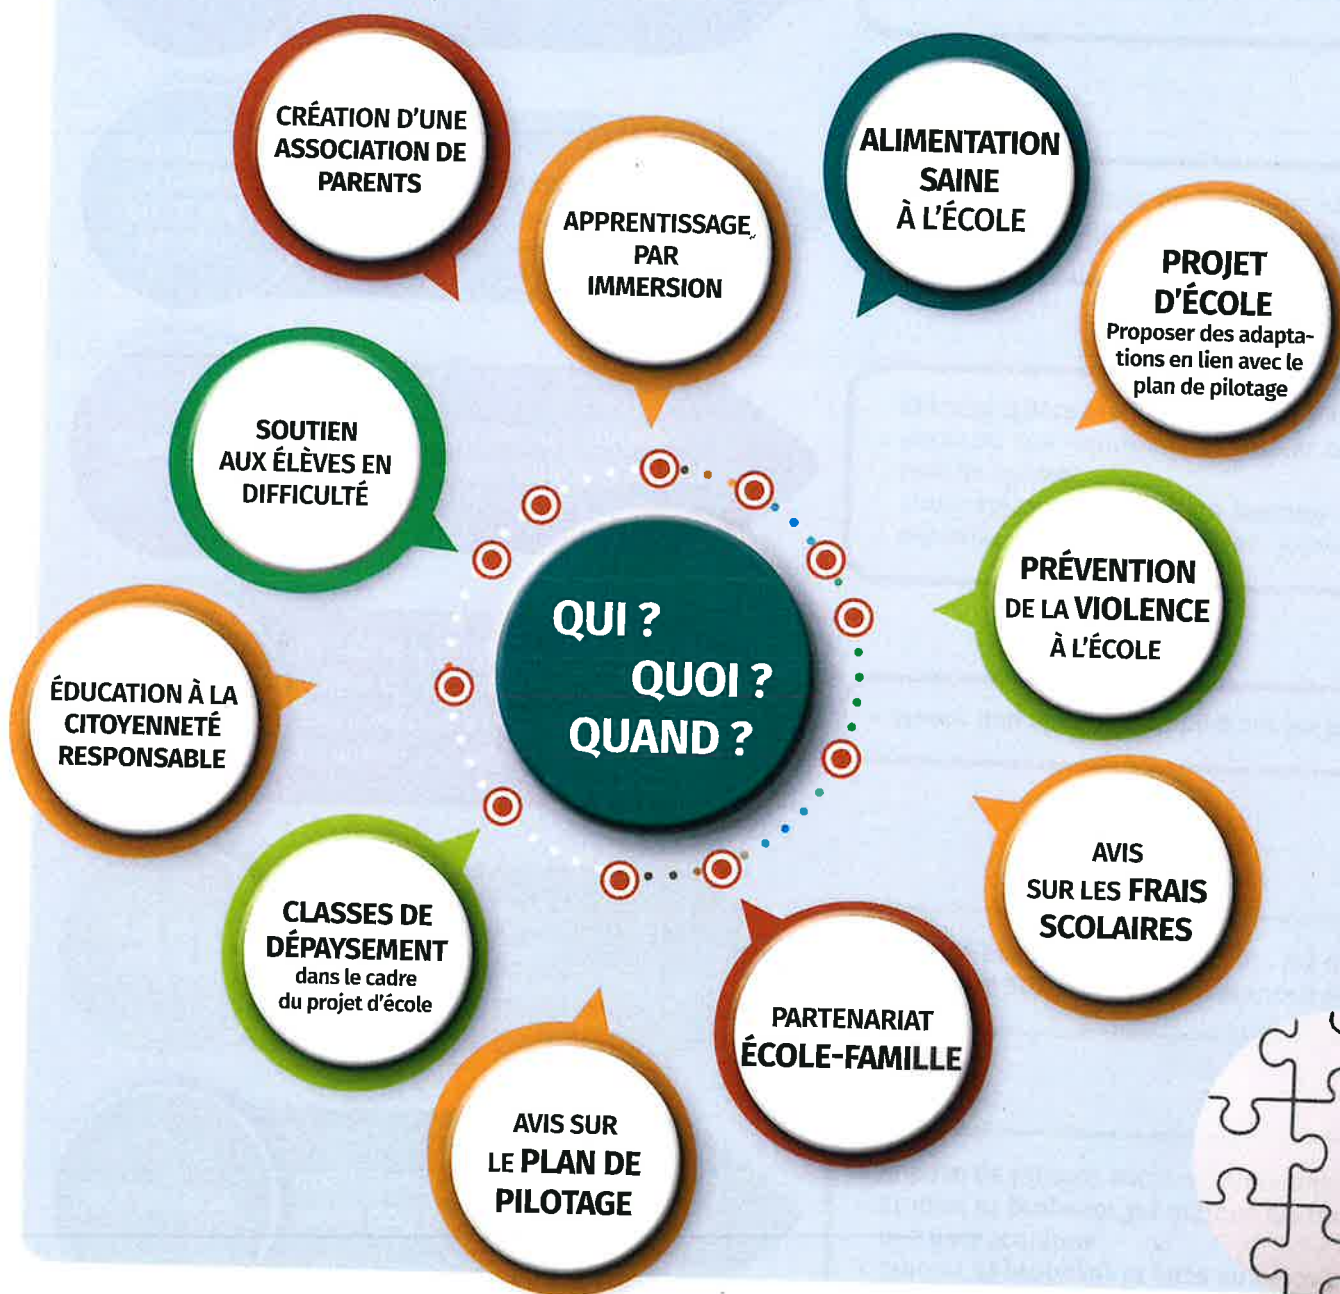 CRÉATION D'UNE
ASSOCIATION DE
PARENTS
APPRENTISSAGE
PAR
IMMERSION
ALIMENTATION
SAINE
À L'ÉCOLE
PROJET
D'ÉCOLE
Proposer des adapta-
tions en lien avec le
plan de pilotage
SOUTIEN
AUX ÉLÈVES EN
DIFFICULTÉ
PRÉVENTION
DE LA VIOLENCE
À L'ÉCOLE
QUI ?
QUOI ?
QUAND ?
ÉDUCATION À LA
CITOYENNETÉ
RESPONSABLE
AVIS
SUR LES FRAIS
SCOLAIRES
CLASSES DE
DÉPAYSEMENT
dans le cadre
du projet d'école
PARTENARIAT
ÉCOLE-FAMILLE
AVIS SUR
LE PLAN DE
PILOTAGE